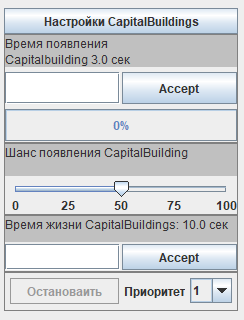 Настройки CapitalBuildings
Время появления
Capitalbuilding 3.0 сек
Accept
0%
Шанс появления CapitalBuilding
0 25 50 75 100
Время жизни CapitalBuildings: 10.0 сек
Accept
Остановаить Приоритет 1